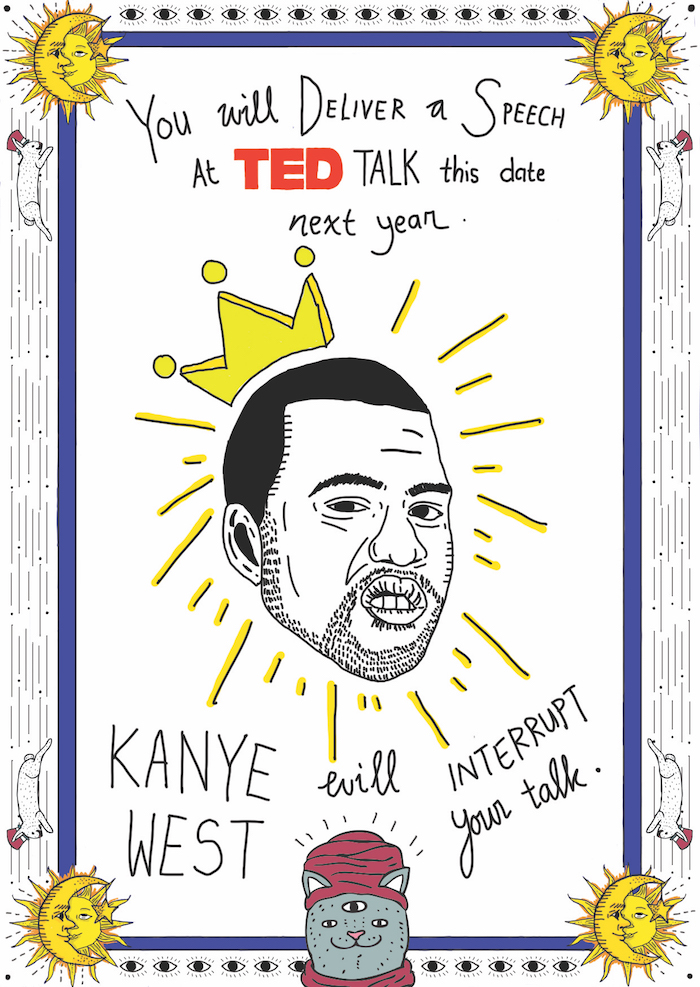 You will DELIVER a SPEECH
At TED TALK this date
next year.
KANYE will INTERRUPT
WEST your talk.